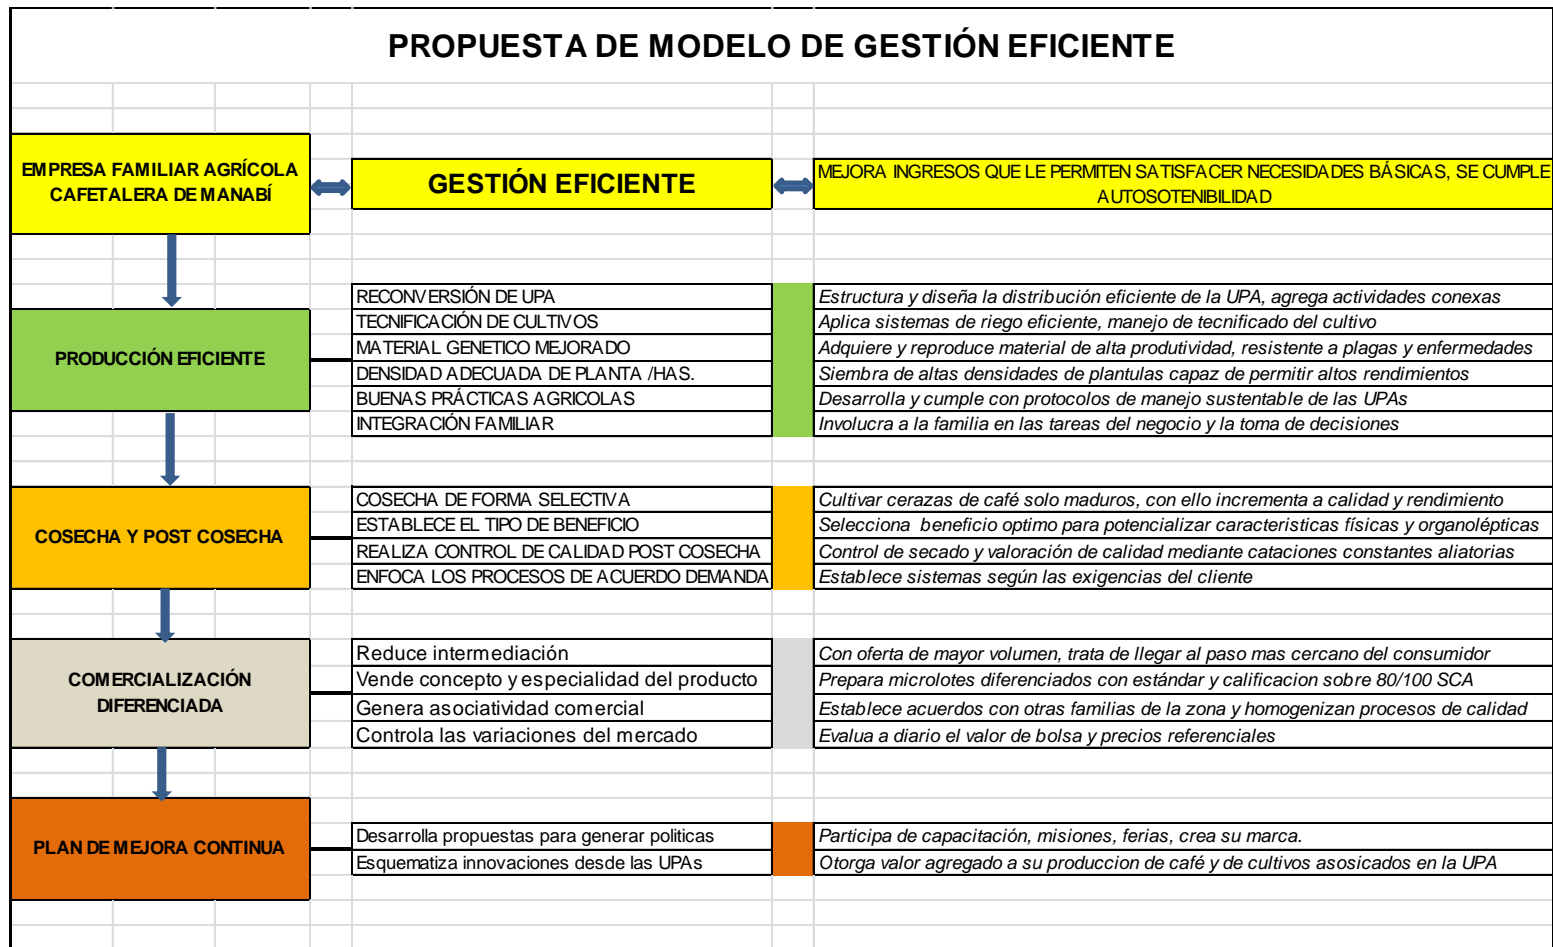 PROPUESTA DE MODELO DE GESTIÓN EFICIENTE
EMPRESA FAMILIAR AGRÍCOLA
CAFETALERA DE MANABÍ
GESTIÓN EFICIENTE
MEJORA INGRESOS QUE LE PERMITEN SATISFACER NECESIDADES BÁSICAS, SE CUMPLE
AUTOSOTENIBILIDAD
PRODUCCIÓN EFICIENTE
RECONVERSIÓN DE UPA
Estructura y diseña la distribución eficiente de la UPA, agrega actividades conexas
TECNIFICACIÓN DE CULTIVOS
Aplica sistemas de riego eficiente, manejo de tecnificado del cultivo
MATERIAL GENETICO MEJORADO
Adquiere y reproduce material de alta produtividad, resistente a plagas y enfermedades
DENSIDAD ADECUADA DE PLANTA /HAS.
Siembra de altas densidades de plantulas capaz de permitir altos rendimientos
BUENAS PRÁCTICAS AGRICOLAS
Desarrolla y cumple con protocolos de manejo sustentable de las UPAs
INTEGRACIÓN FAMILIAR
Involucra a la familia en las tareas del negocio y la toma de decisiones
COSECHA Y POST COSECHA
COSECHA DE FORMA SELECTIVA
Cultivar cerazas de café solo maduros, con ello incrementa a calidad y rendimiento
ESTABLECE EL TIPO DE BENEFICIO
Selecciona beneficio optimo para potencializar caracteristicas físicas y organolépticas
REALIZA CONTROL DE CALIDAD POST COSECHA
Control de secado y valoración de calidad mediante cataciones constantes aliatorias
ENFOCA LOS PROCESOS DE ACUERDO DEMANDA
Establece sistemas según las exigencias del cliente
COMERCIALIZACIÓN
DIFERENCIADA
Reduce intermediación
Con oferta de mayor volumen, trata de llegar al paso mas cercano del consumidor
Vende concepto y especialidad del producto
Prepara microlotes diferenciados con estándar y calificacion sobre 80/100 SCA
Genera asociatividad comercial
Establece acuerdos con otras familias de la zona y homogenizan procesos de calidad
Controla las variaciones del mercado
Evalua a diario el valor de bolsa y precios referenciales
PLAN DE MEJORA CONTINUA
Desarrolla propuestas para generar politicas
Participa de capacitación, misiones, ferias, crea su marca.
Esquematiza innovaciones desde las UPAs
Otorga valor agregado a su produccion de café y de cultivos asosicados en la UPA